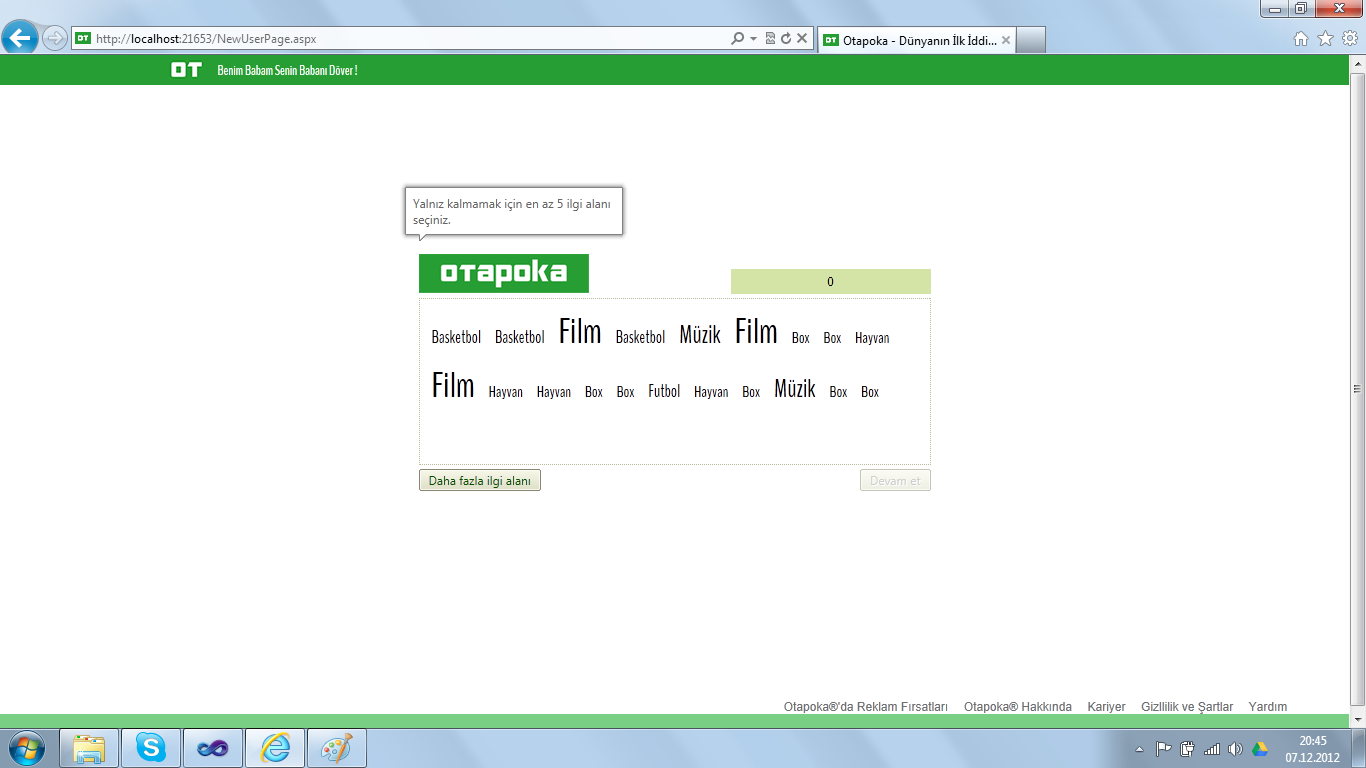 http://localhost:21653/NewUserPage.aspx
OT Otapoka - Dünyanın İlk İddi...
OT Benim Babam Senin Babanı Döver !
Yalnız kalmamak için en az 5 ilgi alanı
seçiniz.
OTAPOKA
0
Basketbol Basketbol Film Basketbol Müzik Film Box Box Hayvan
Film Hayvan Hayvan Box Box Futbol Hayvan Box Müzik Box Box
Daha fazla ilgi alanı
Devam et
Otapoka®'da Reklam Fırsatları Otapoka® Hakkında Kariyer Gizllilik ve Şartlar Yardım
20:45
07.12.2012